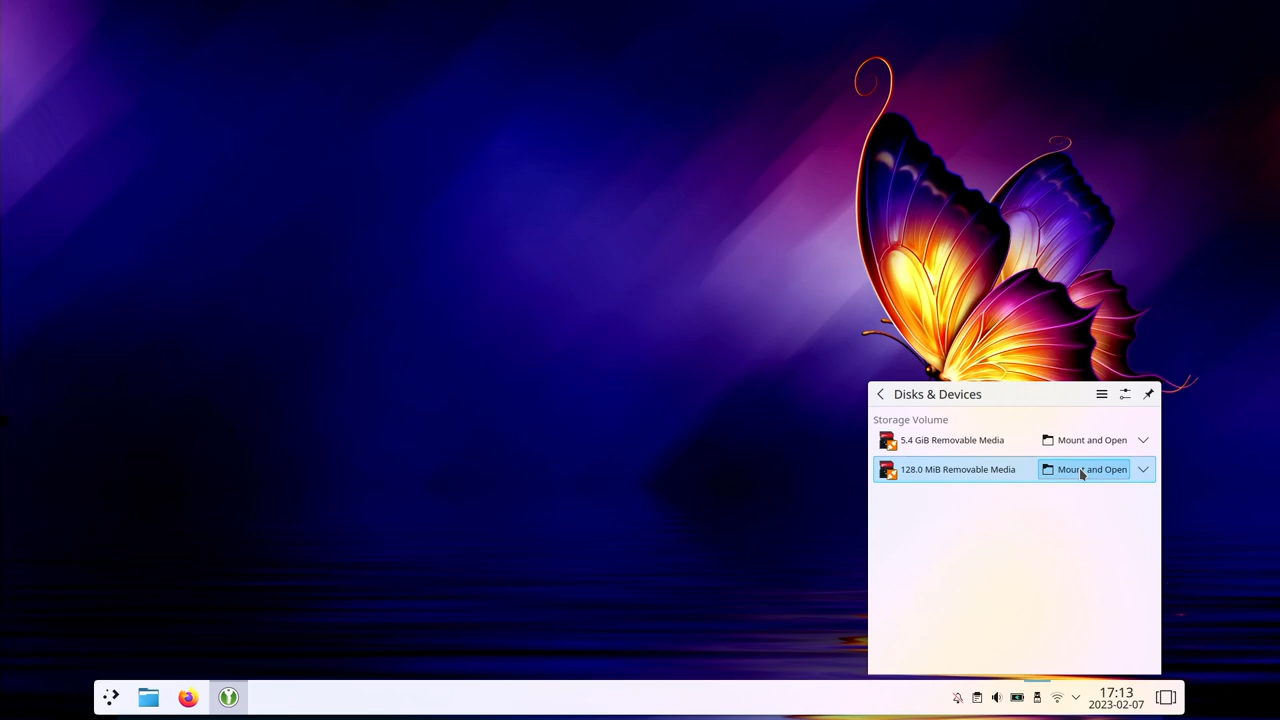 Disks & Devices
Storage Volume
5.4 GiB Removable Media Mount and Open
128.0 MiB Removable Media Mount and Open
17:13
2023-02-07